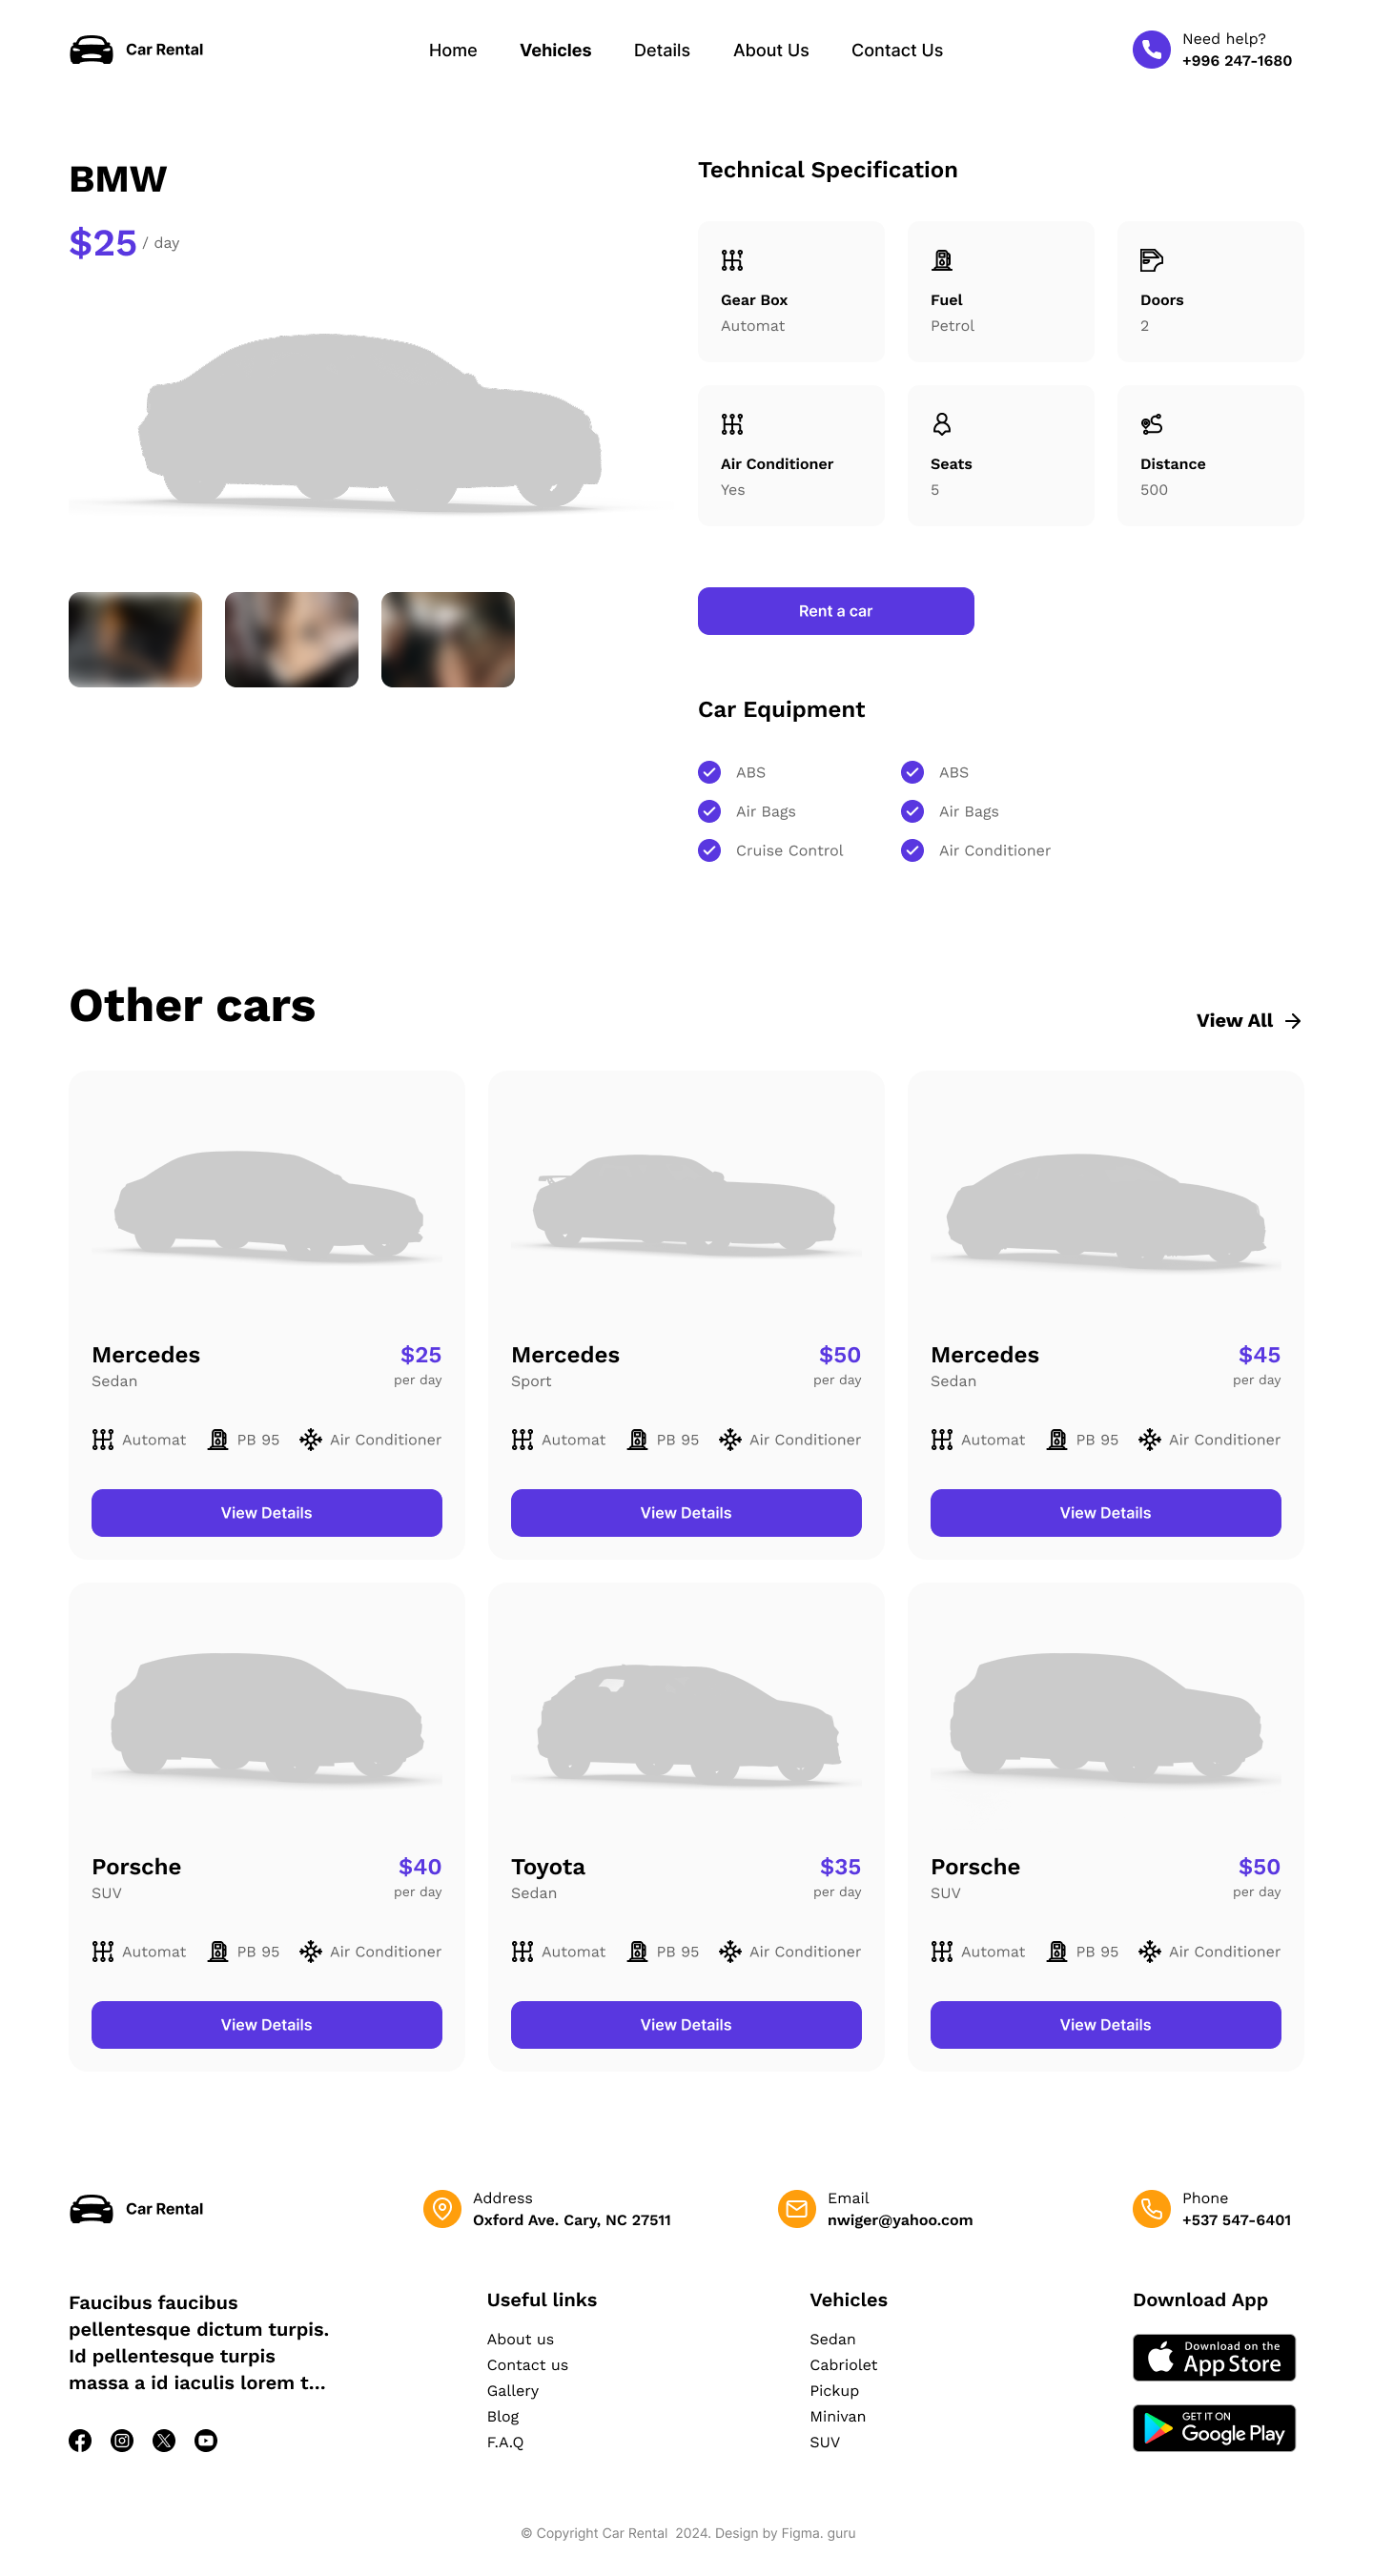 Car Rental
Home
Vehicles
Details
About Us
Contact Us
Need help?
+996 247-1680
BMW
$25 / day
Technical Specification
Gear Box
Automat
Fuel
Petrol
Doors
2
Air Conditioner
Yes
Seats
5
Distance
500
Rent a car
Car Equipment
ABS
Air Bags
Cruise Control
ABS
Air Bags
Air Conditioner
Other cars
View All
Mercedes
Sedan
$25
per day
Automat
PB 95
Air Conditioner
View Details
Mercedes
Sport
$50
per day
Automat
PB 95
Air Conditioner
View Details
Mercedes
Sedan
$45
per day
Automat
PB 95
Air Conditioner
View Details
Porsche
SUV
$40
per day
Automat
PB 95
Air Conditioner
View Details
Toyota
Sedan
$35
per day
Automat
PB 95
Air Conditioner
View Details
Porsche
SUV
$50
per day
Automat
PB 95
Air Conditioner
View Details
Car Rental
Address
Oxford Ave. Cary, NC 27511
Email
nwiger@yahoo.com
Phone
+537 547-6401
Faucibus faucibus
pellentesque dictum turpis.
Id pellentesque turpis
massa a id iaculis lorem t...
Useful links
About us
Contact us
Gallery
Blog
F.A.Q
Vehicles
Sedan
Cabriolet
Pickup
Minivan
SUV
Download App
Download on the
App Store
GET IT ON
Google Play
© Copyright Car Rental 2024. Design by Figma. guru